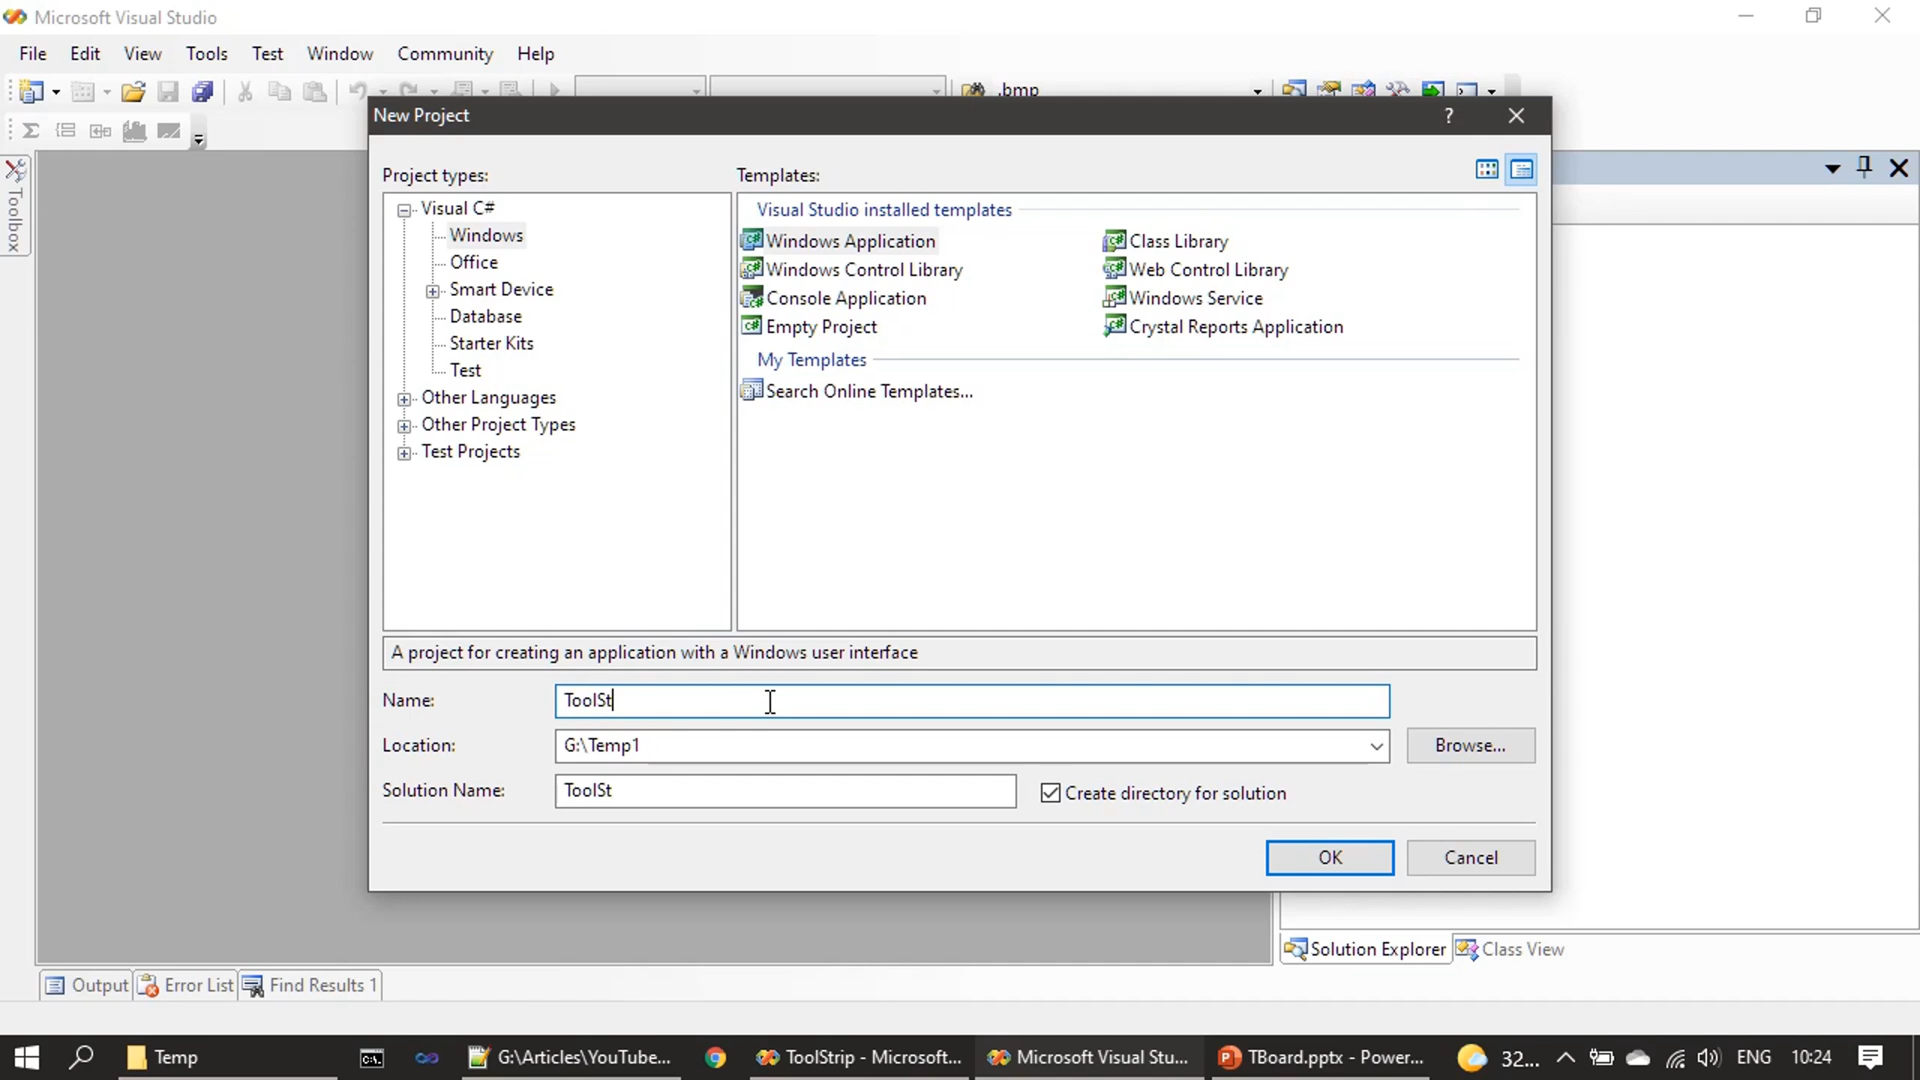 Microsoft Visual Studio
File Edit View Tools Test Window Community Help
.bmp
New Project
?
Toolbox
Project types:
Templates:
Visual C#
Windows
Office
Smart Device
Database
Starter Kits
Test
Other Languages
Other Project Types
Test Projects
Visual Studio installed templates
Windows Application
Class Library
Windows Control Library
Web Control Library
Console Application
Windows Service
Empty Project
Crystal Reports Application
My Templates
Search Online Templates...
A project for creating an application with a Windows user interface
Name: ToolSt
Location: G:\Temp1 Browse...
Solution Name: ToolSt Create directory for solution
OK Cancel
Solution Explorer Class View
Output Error List Find Results 1
Temp G:\Articles\YouTube... ToolStrip - Microsoft... Microsoft Visual Stu... TBoard.pptx - Power... 32... ENG 10:24